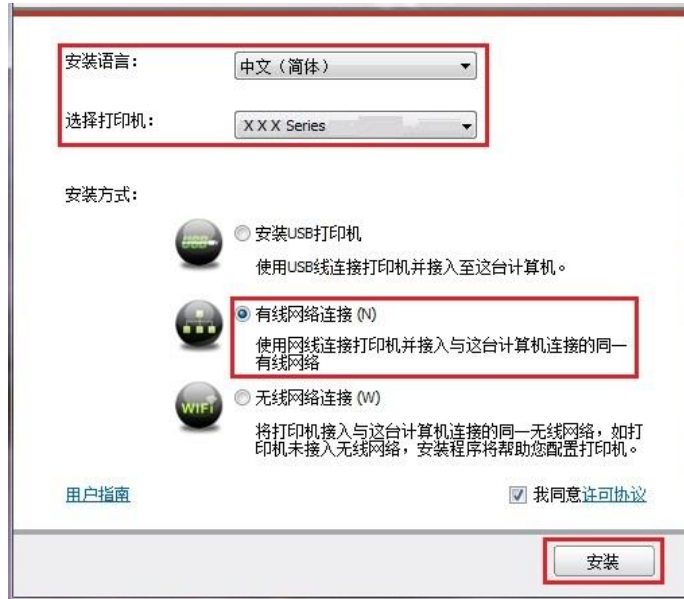 安装语言：
中文（简体）
选择打印机：
XXX Series
安装方式：
USB
安装USB打印机
使用USB线连接打印机并接入至这台计算机。
有线网络连接 (N)
使用网线连接打印机并接入与这台计算机连接的同一
有线网络
WiFi
无线网络连接 (W)
将打印机接入与这台计算机连接的同一无线网络，如打
印机未接入无线网络，安装程序将帮助您配置打印机。
用户指南
我同意许可协议
安装